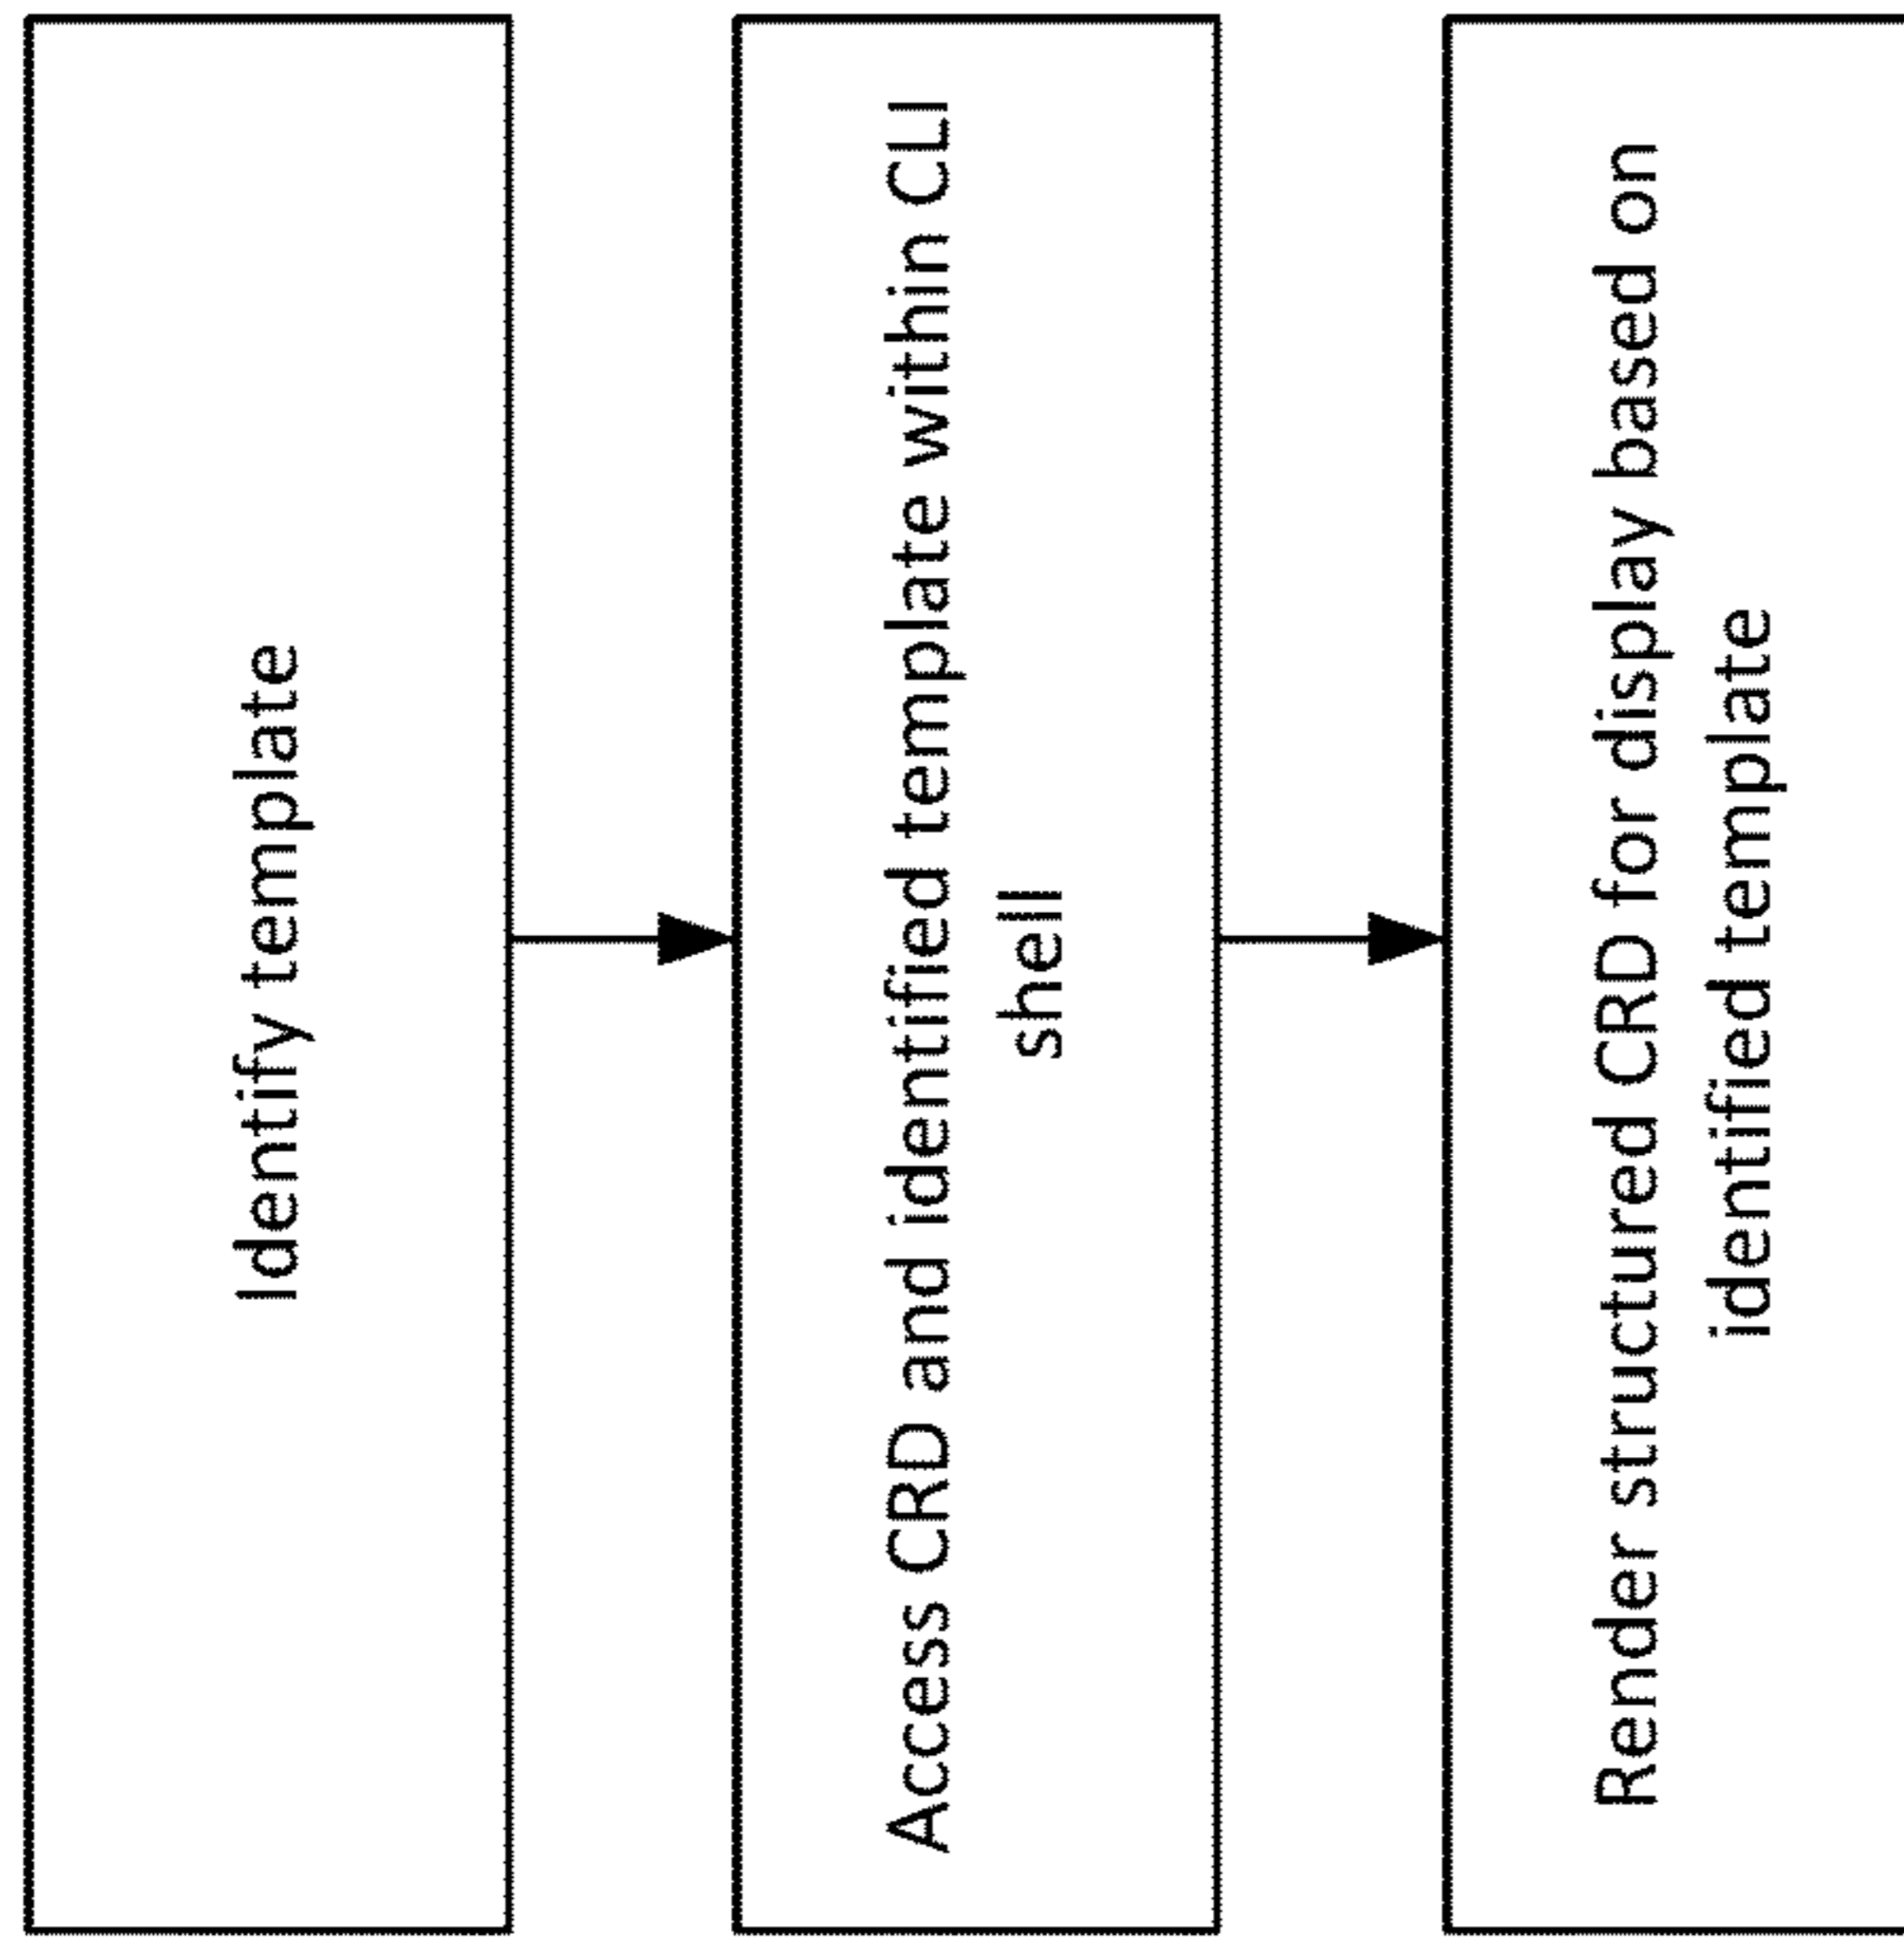 Identify template
Access CRD and identified template within CLI
shell
Render structured CRD for display based on
identified template